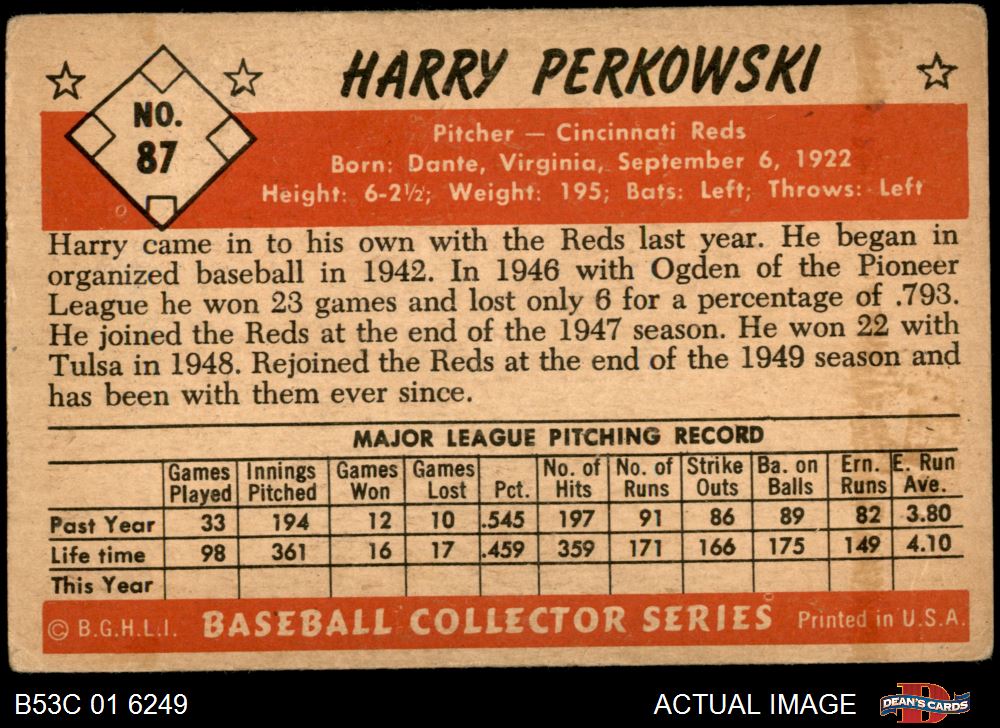 NO.
87
HARRY PERKOWSKI
Pitcher — Cincinnati Reds
Born: Dante, Virginia, September 6, 1922
Height: 6-2½; Weight: 195; Bats: Left; Throws: Left
Harry came in to his own with the Reds last year. He began in
organized baseball in 1942. In 1946 with Ogden of the Pioneer
League he won 23 games and lost only 6 for a percentage of .793.
He joined the Reds at the end of the 1947 season. He won 22 with
Tulsa in 1948. Rejoined the Reds at the end of the 1949 season and
has been with them ever since.
MAJOR LEAGUE PITCHING RECORD
Games Innings Games Games No. of No. of Strike Ba. on Ern. E. Run
Played Pitched Won Lost Pct. Hits Runs Outs Balls Runs Ave.
Past Year 33 194 12 10 .545 197 91 86 89 82 3.80
Life time 98 361 16 17 .459 359 171 166 175 149 4.10
This Year
© B.G.H.L.I. BASEBALL COLLECTOR SERIES Printed in U.S.A.
B53C 01 6249 ACTUAL IMAGE D DEAN'S CARDS